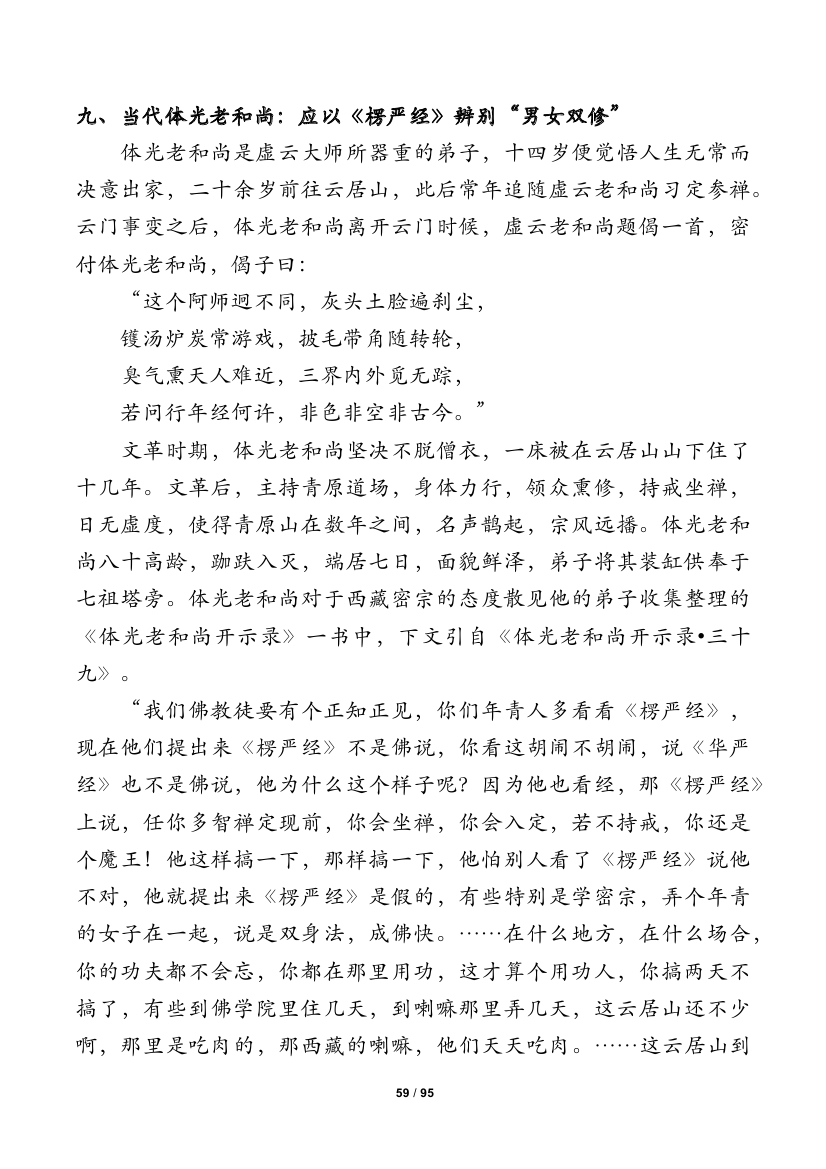 九、当代体光老和尚：应以《楞严经》辨别“男女双修”
体光老和尚是虚云大师所器重的弟子，十四岁便觉悟人生无常而
决意出家，二十余岁前往云居山，此后常年追随虚云老和尚习定参禅。
云门事变之后，体光老和尚离开云门时候，虚云老和尚题偈一首，密
付体光老和尚，偈子曰：
“这个阿师迥不同，灰头土脸遍刹尘，
镬汤炉炭常游戏，披毛带角随转轮，
臭气熏天人难近，三界内外觅无踪，
若问行年经何许，非色非空非古今。”
文革时期，体光老和尚坚决不脱僧衣，一床被在云居山山下住了
十几年。文革后，主持青原道场，身体力行，领众熏修，持戒坐禅，
日无虚度，使得青原山在数年之间，名声鹊起，宗风远播。体光老和
尚八十高龄，跏趺入灭，端居七日，面貌鲜泽，弟子将其装缸供奉于
七祖塔旁。体光老和尚对于西藏密宗的态度散见他的弟子收集整理的
《体光老和尚开示录》一书中，下文引自《体光老和尚开示录•三十
九》。
“我们佛教徒要有个正知正见，你们年青人多看看《楞严经》，
现在他们提出来《楞严经》不是佛说，你看这胡闹不胡闹，说《华严
经》也不是佛说，他为什么这个样子呢？因为他也看经，那《楞严经》
上说，任你多智禅定现前，你会坐禅，你会入定，若不持戒，你还是
个魔王！他这样搞一下，那样搞一下，他怕别人看了《楞严经》说他
不对，他就提出来《楞严经》是假的，有些特别是学密宗，弄个年青
的女子在一起，说是双身法，成佛快。……在什么地方，在什么场合，
你的功夫都不会忘，你都在那里用功，这才算个用功人，你搞两天不
搞了，有些到佛学院里住几天，到喇嘛那里弄几天，这云居山还不少
啊，那里是吃肉的，那西藏的喇嘛，他们天天吃肉。……这云居山到
59 / 95